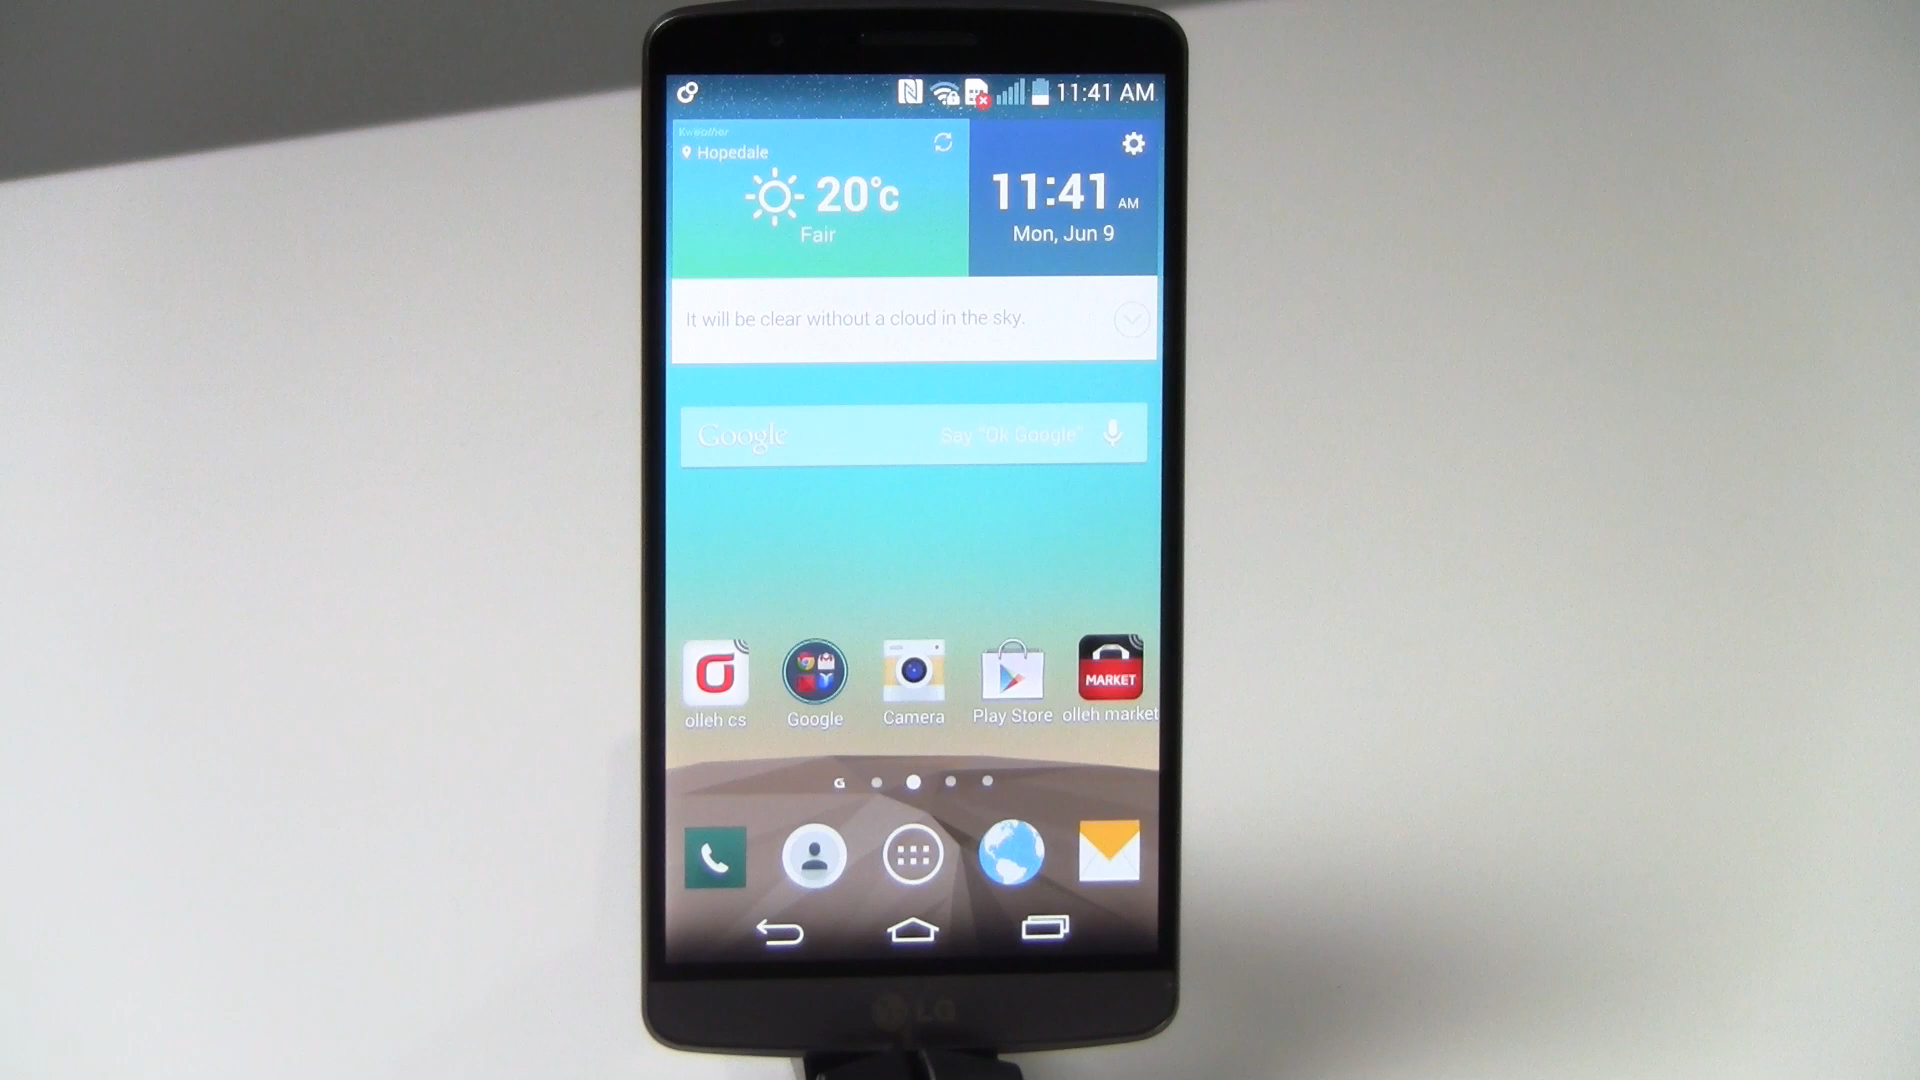 11:41 AM
Kweather
Hopedale
20°c
Fair
11:41 AM
Mon, Jun 9
It will be clear without a cloud in the sky.
Google
Say "Ok Google"
MARKET
olleh cs
Google
Camera
Play Store
olleh market
G
LG